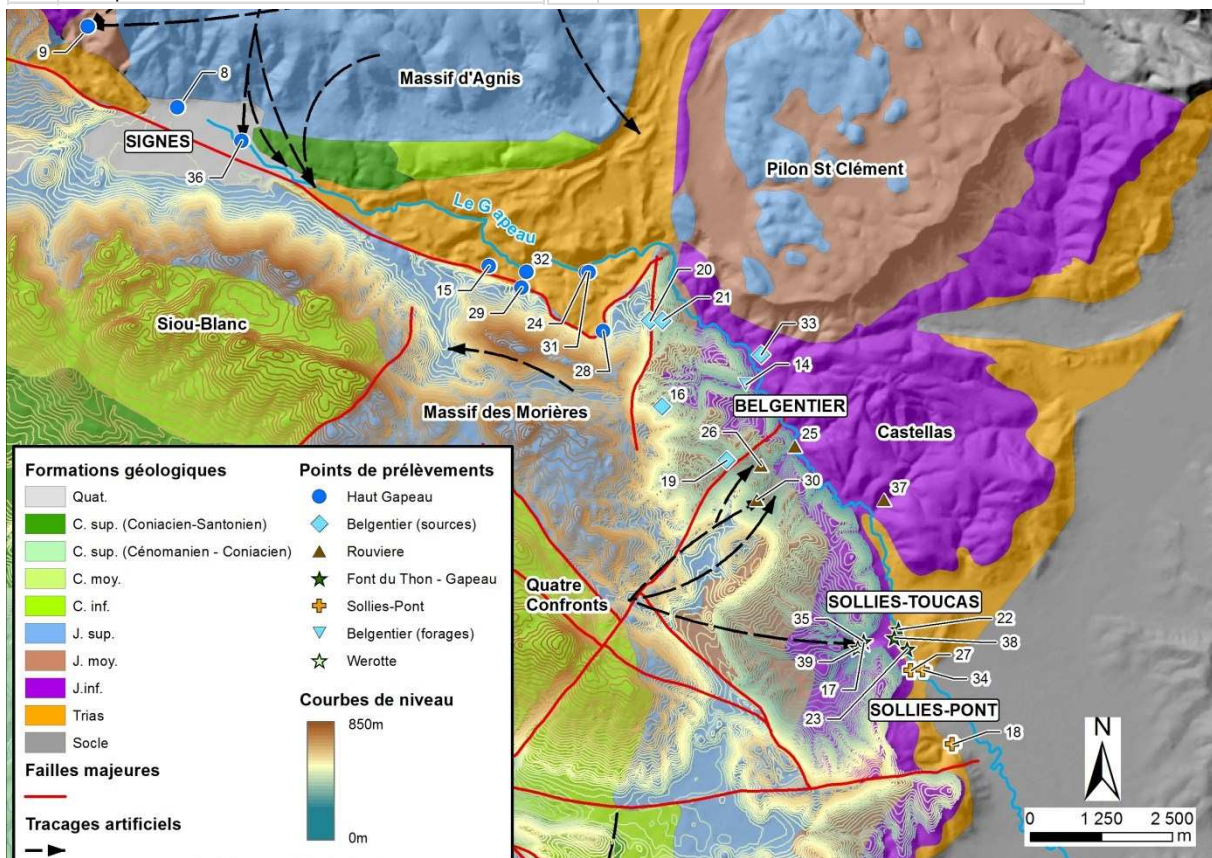 9
8
Massif d'Agnis
SIGNES
36
Pilon St Clément
Le Gapeau
32
20
21
15
29
24
31
28
33
14
Siou-Blanc
16
BELGENTIER
Massif des Morières
26
25
Castellas
19
30
37
Quatre
Confronts
SOLLIES-TOUCAS
35
22
38
39
27
34
17
23
SOLLIES-PONT
18
Formations géologiques
Quat.
C. sup. (Coniacien-Santonien)
C. sup. (Cénomanien - Coniacien)
C. moy.
C. inf.
J. sup.
J. moy.
J.inf.
Trias
Socle
Failles majeures
Tracages artificiels
Points de prélèvements
Haut Gapeau
Belgentier (sources)
Rouviere
Font du Thon - Gapeau
Sollies-Pont
Belgentier (forages)
Werotte
Courbes de niveau
850m
0m
N
0 1 250 2 500
m